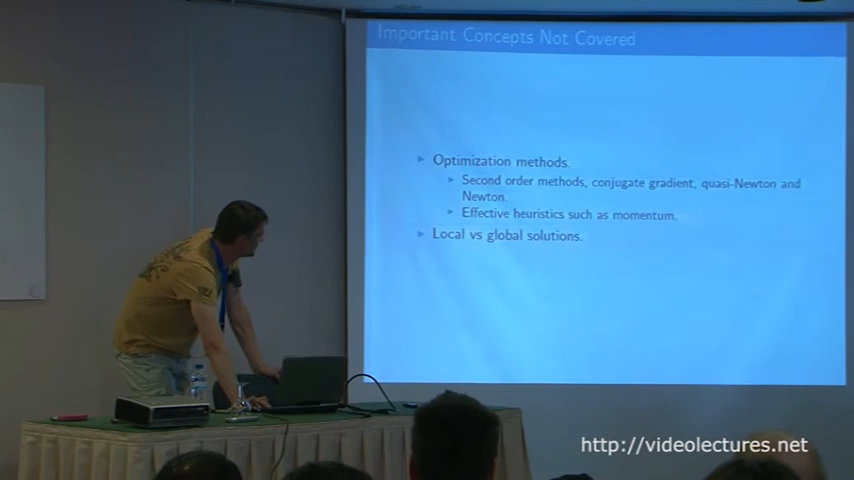 Important Concepts Not Covered
► Optimization methods.
► Second order methods, conjugate gradient, quasi-Newton and
Newton.
► Effective heuristics such as momentum.
► Local vs global solutions.
http://videolectures.net